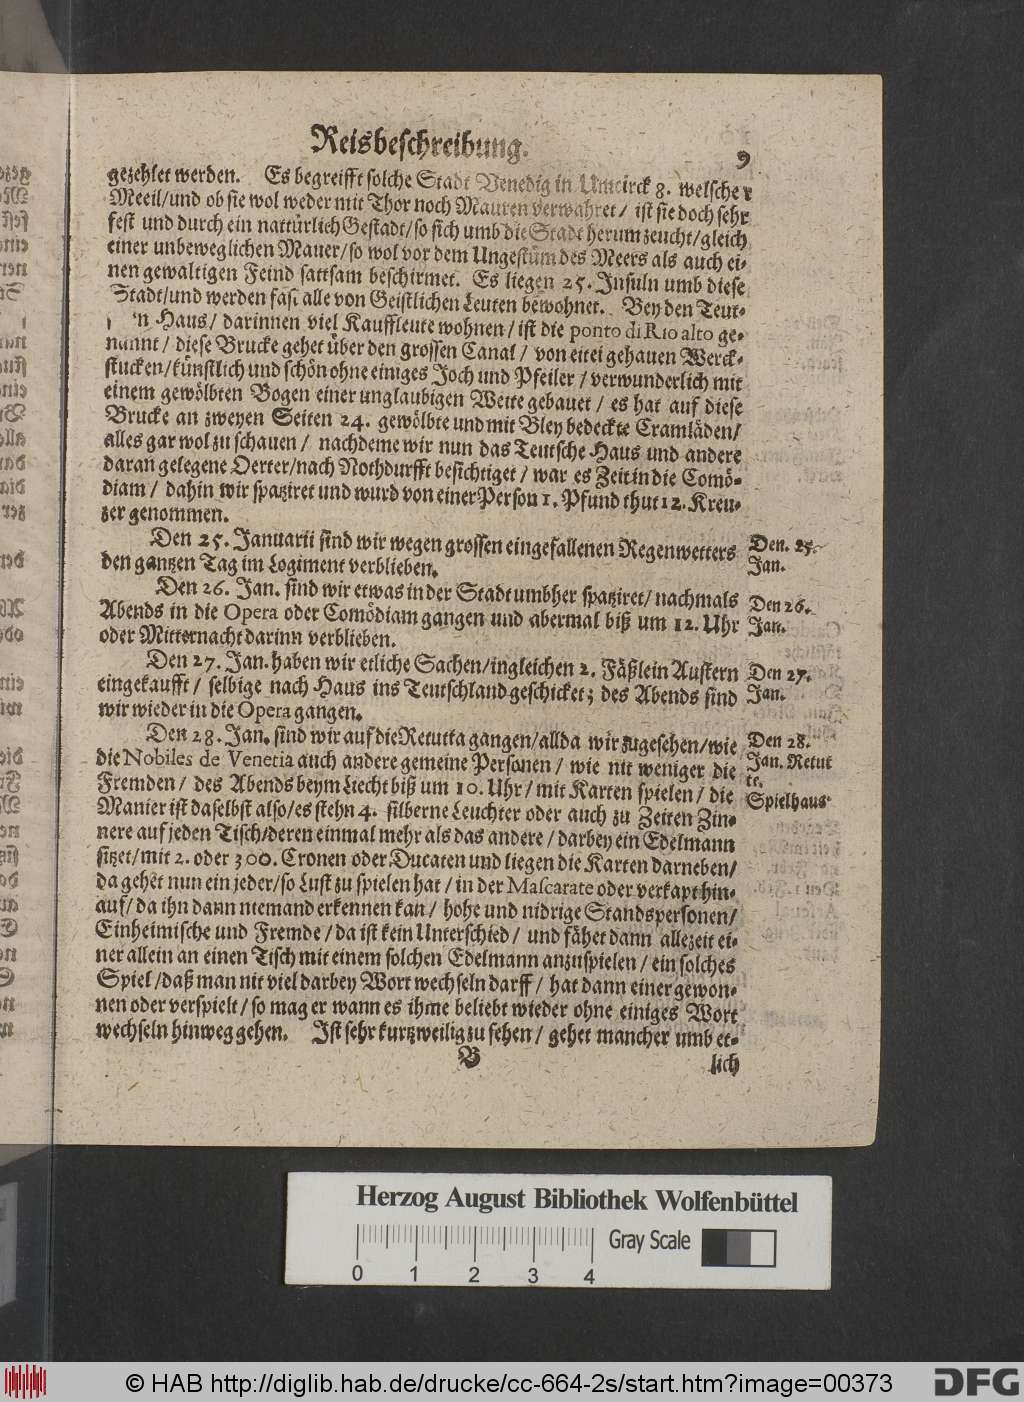 Reisbeschreibung. 9
gezehlet werden. Es begreifft solche Stadt Venedig in Umcirck 8. welsche
Meeil/und ob sie wol weder mit Thor noch Mauren verwahret/ ist sie doch sehr
fest und durch ein nattürlich Gestadt/so sich umb die Stadt herum zeucht/gleich
einer unbeweglichen Mauer/so wol vor dem Ungestüm des Meers als auch ei-
nen gewaltigen Feind sattsam beschirmet. Es liegen 25. Insuln umb diese
Stadt/und werden fast alle von Geistlichen Leuten bewohnet. Bey den Teut-
Haus/ darinnen viel Kauffleute wohnen/ ist die ponto di Rio alto ge-
nannt/ diese Brucke gehet über den grossen Canal/ von eitel gehauen Werck-
stucken/künstlich und schön ohne einiges Joch und Pfeiler/ verwunderlich mit
einem gewölbten Bogen einer unglaubigen Weite gebauet/ es hat auf diese
Brucke an zweyen Seiten 24. gewölbte und mit Bley bedeckte Cramläden/
alles gar wol zu schauen/ nachdeme wir nun das Teutsche Haus und andere
daran gelegene Oerter/nach Nothdurfft besichtiget/ war es Zeit in die Comö-
diam/ dahin wir spatziret und wurd von einer Person 1. Pfund thut 12. Kreu-
zer genommen.
Den 25. Januarii sind wir wegen grossen eingefallenen Regenwetters
den gantzen Tag im Logiment verblieben.
Den. 25.
Jan.
Den 26. Jan. sind wir etwas in der Stadt umbher spatziret/ nachmals
Abends in die Opera oder Comödiam gangen und abermal biß um 12. Uhr
oder Mitternacht darinn verblieben.
Den 26.
Jan.
Den 27. Jan. haben wir etliche Sachen/ingleichen 2. Fäßlein Austern
eingekaufft/ selbige nach Haus ins Teutschland geschicket; des Abends sind
wir wieder in die Opera gangen.
Den 27.
Jan.
Den 28. Jan. sind wir auf die Retutta gangen/allda wir zugesehen/wie
die Nobiles de Venetia auch andere gemeine Personen/ wie nit weniger die
Fremden/ des Abends beym Liecht biß um 10. Uhr/ mit Karten spielen/ die
Manier ist daselbst also/es stehn 4. silberne Leuchter oder auch zu Zeiten Zin-
nere auf jeden Tisch/deren einmal mehr als das andere/ darbey ein Edelmann
sitzet/mit 2. oder 300. Cronen oder Ducaten und liegen die Karten darneben/
da gehet nun ein jeder/so Lust zu spielen hat/ in der Mascarate oder verkapt hin-
auf/da ihn dann niemand erkennen kan/ hohe und nidrige Standspersonen/
Einheimische und Fremde/da ist kein Unterschied/ und fähet dann allezeit ei-
ner allein an einen Tisch mit einem solchen Edelmann anzuspielen/ ein solches
Spiel/daß man nit viel darbey Wort wechseln darff/ hat dann einer gewon-
nen oder verspielt/so mag er wann es ihme beliebt wieder ohne einiges Wort
wechseln hinweg gehen. Ist sehr kurtzweilig zu sehen/ gehet mancher umb et-
Den 28.
Jan. Retut
te.
Spielhaus
B lich
Herzog August Bibliothek Wolfenbüttel
Gray Scale
0 1 2 3 4
© HAB http://diglib.hab.de/drucke/cc-664-2s/start.htm?image=00373
DFG